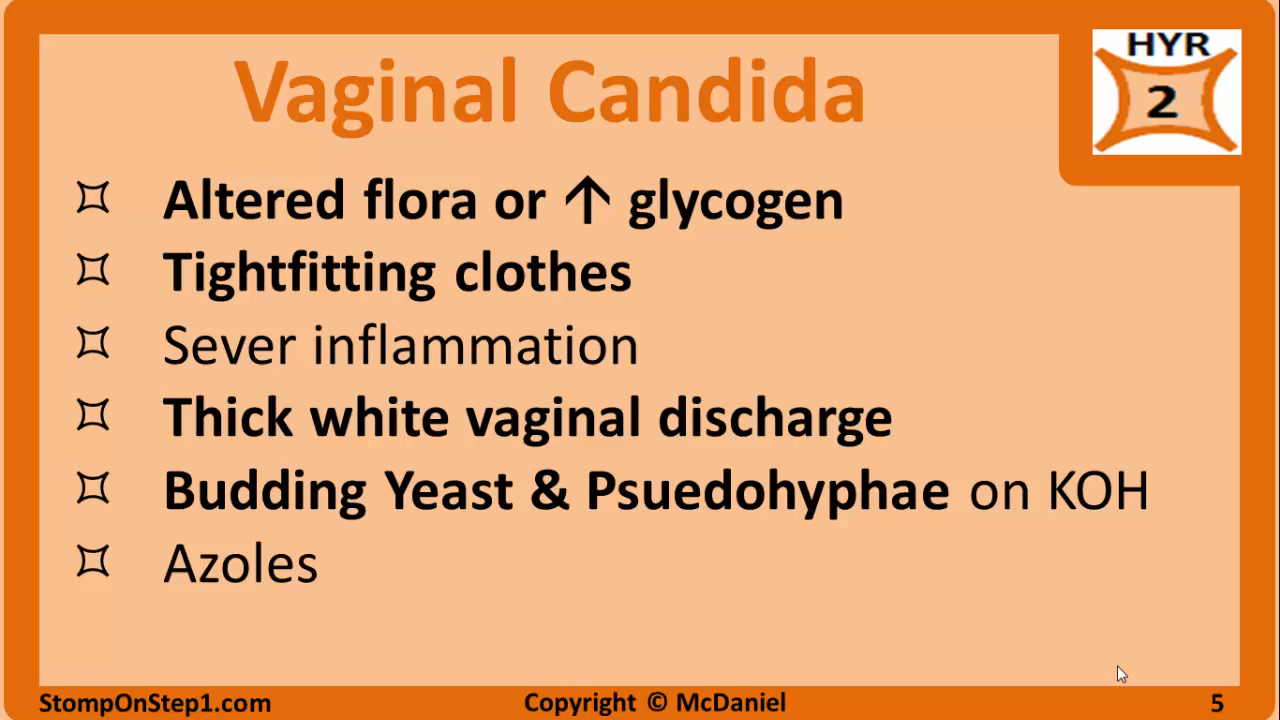 HYR
2
Vaginal Candida
Altered flora or ↑ glycogen
Tightfitting clothes
Sever inflammation
Thick white vaginal discharge
Budding Yeast & Psuedohyphae on KOH
Azoles
StompOnStep1.com
Copyright © McDaniel
5